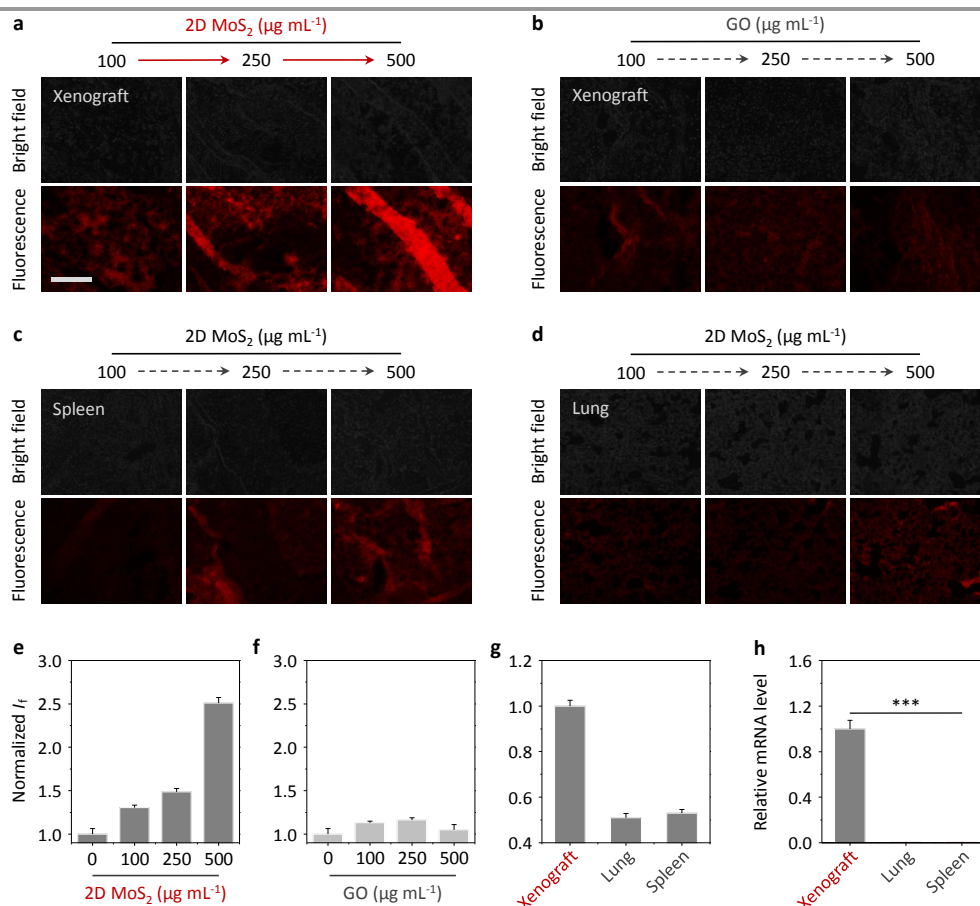 a
2D MoS₂ (µg mL⁻¹)
100 250 500
Bright field
Xenograft
Fluorescence
b
GO (µg mL⁻¹)
100 250 500
Bright field
Xenograft
Fluorescence
c
2D MoS₂ (µg mL⁻¹)
100 250 500
Bright field
Spleen
Fluorescence
d
2D MoS₂ (µg mL⁻¹)
100 250 500
Bright field
Lung
Fluorescence
e
Normalized I_f
3.0
2.5
2.0
1.5
1.0
0 100 250 500
2D MoS₂ (µg mL⁻¹)
f
3.0
2.5
2.0
1.5
1.0
0 100 250 500
GO (µg mL⁻¹)
g
1.2
1.0
0.8
0.6
0.4
Xenograft Lung Spleen
h
Relative mRNA level
1.6
1.2
0.8
0.4
0.0
***
Xenograft Lung Spleen